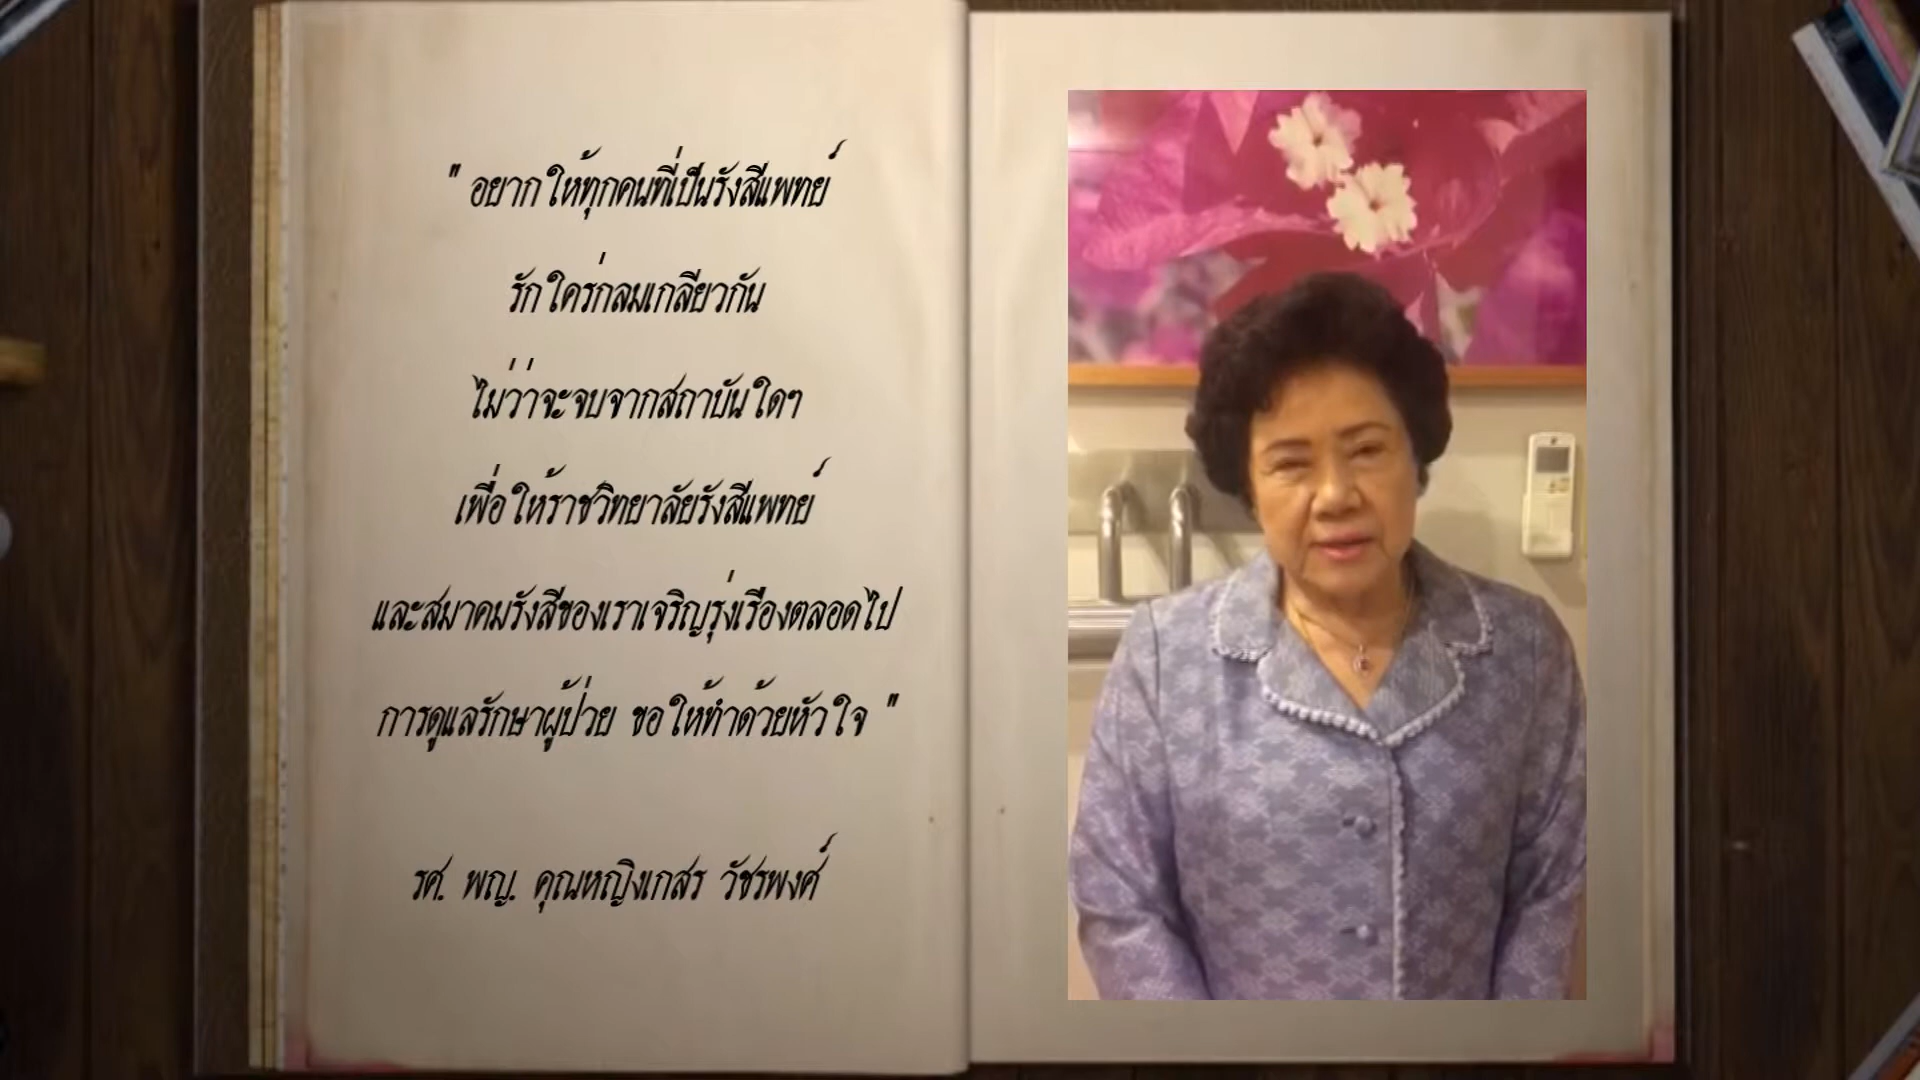 " อยากให้ทุกคนที่เป็นรังสีแพทย์
รักใคร่กลมเกลียวกัน
ไม่ว่าจะจบจากสถาบันใดๆ
เพื่อให้ราชวิทยาลัยรังสีแพทย์
และสมาคมรังสีของเราเจริญรุ่งเรืองตลอดไป
การดูแลรักษาผู้ป่วย ขอให้ทำด้วยหัวใจ "
รศ. พญ. คุณหญิงเกสร วัชรพงศ์